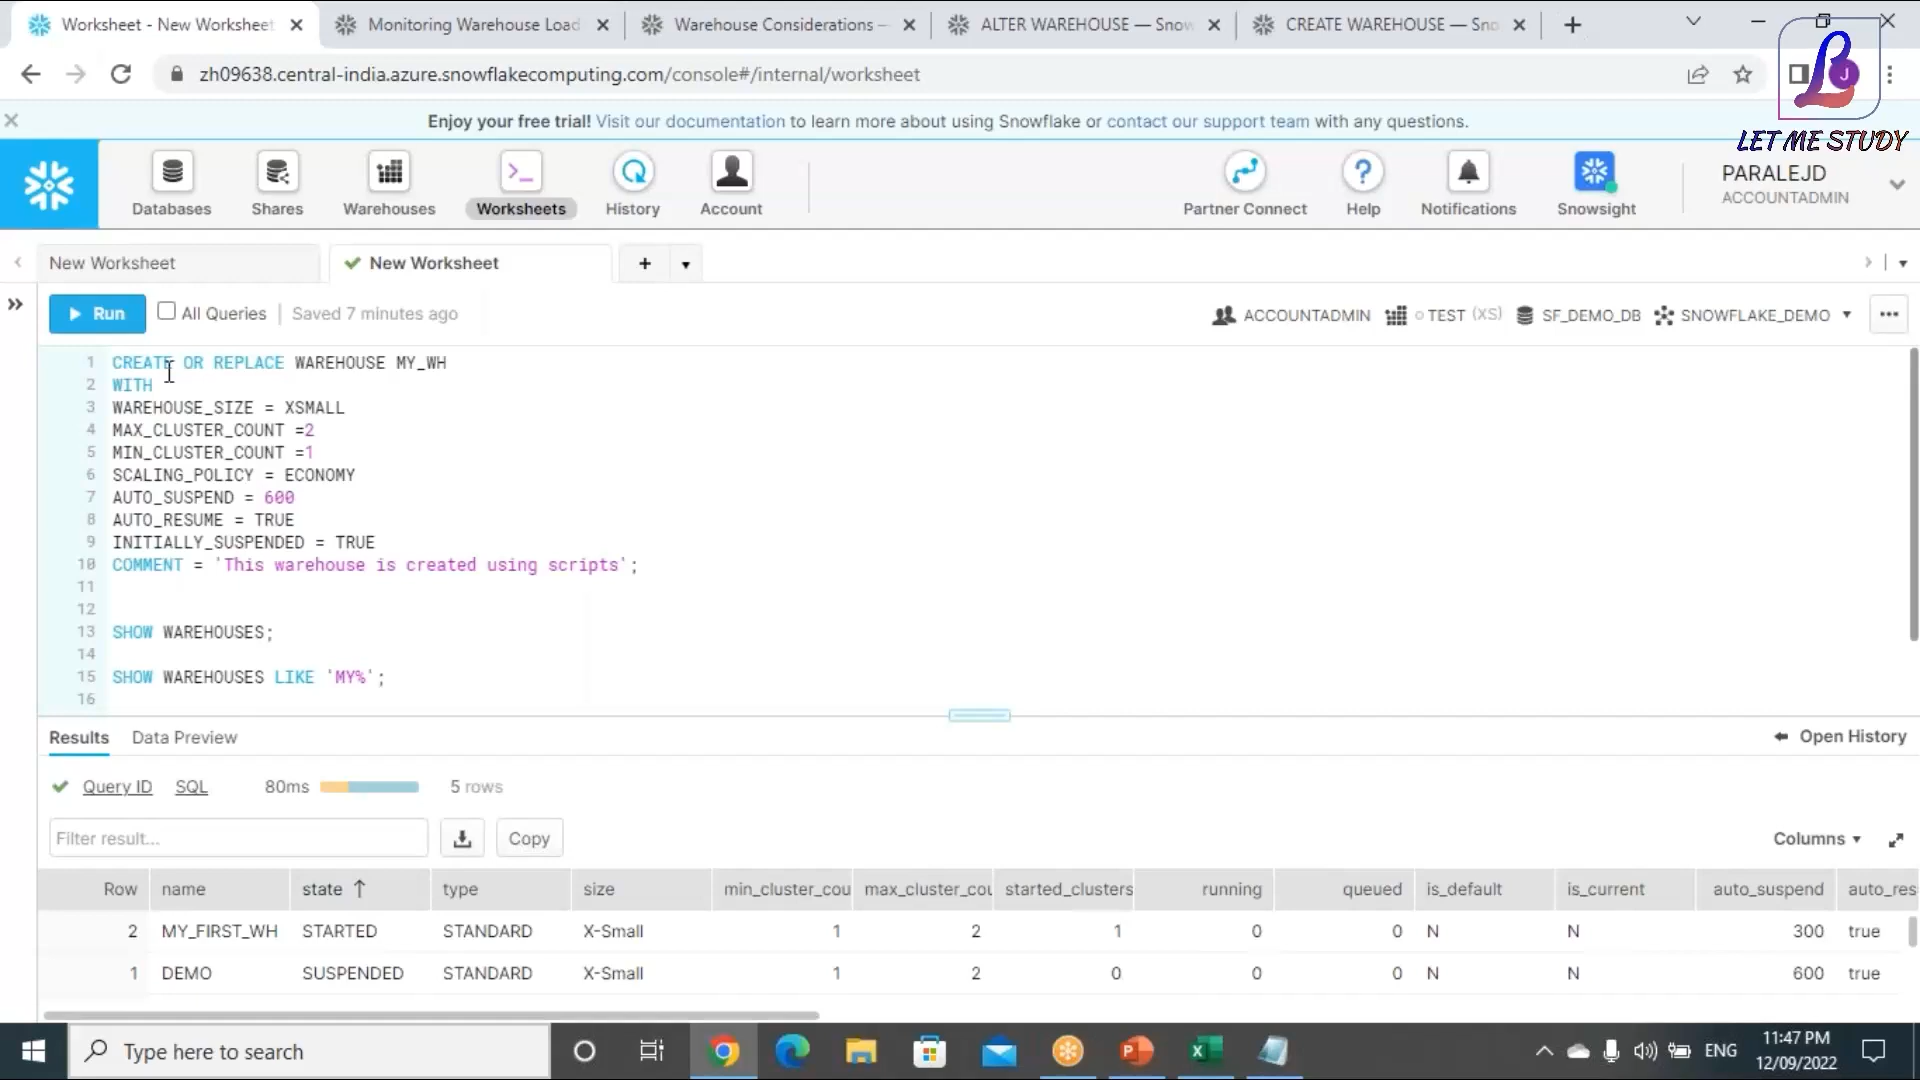 Worksheet - New Worksheet
Monitoring Warehouse Load
Warehouse Considerations —
ALTER WAREHOUSE — Snow
CREATE WAREHOUSE — Sno
zh09638.central-india.azure.snowflakecomputing.com/console#/internal/worksheet
J
LET ME STUDY
Enjoy your free trial! Visit our documentation to learn more about using Snowflake or contact our support team with any questions.
Databases
Shares
Warehouses
Worksheets
History
Account
Partner Connect
Help
Notifications
Snowsight
PARALEJD
ACCOUNTADMIN
New Worksheet
New Worksheet
Run
All Queries
Saved 7 minutes ago
ACCOUNTADMIN
TEST (XS)
SF_DEMO_DB
SNOWFLAKE_DEMO
1 CREATE OR REPLACE WAREHOUSE MY_WH
2 WITH
3 WAREHOUSE_SIZE = XSMALL
4 MAX_CLUSTER_COUNT =2
5 MIN_CLUSTER_COUNT =1
6 SCALING_POLICY = ECONOMY
7 AUTO_SUSPEND = 600
8 AUTO_RESUME = TRUE
9 INITIALLY_SUSPENDED = TRUE
10 COMMENT = 'This warehouse is created using scripts';
11
12
13 SHOW WAREHOUSES;
14
15 SHOW WAREHOUSES LIKE 'MY%';
16
Results
Data Preview
Open History
Query ID
SQL
80ms
5 rows
Filter result...
Copy
Columns
Row name state ↑ type size min_cluster_cou max_cluster_cou started_clusters running queued is_default is_current auto_suspend auto_res
2 MY_FIRST_WH STARTED STANDARD X-Small 1 2 1 0 0 N N 300 true
1 DEMO SUSPENDED STANDARD X-Small 1 2 0 0 0 N N 600 true
Type here to search
ENG
11:47 PM
12/09/2022